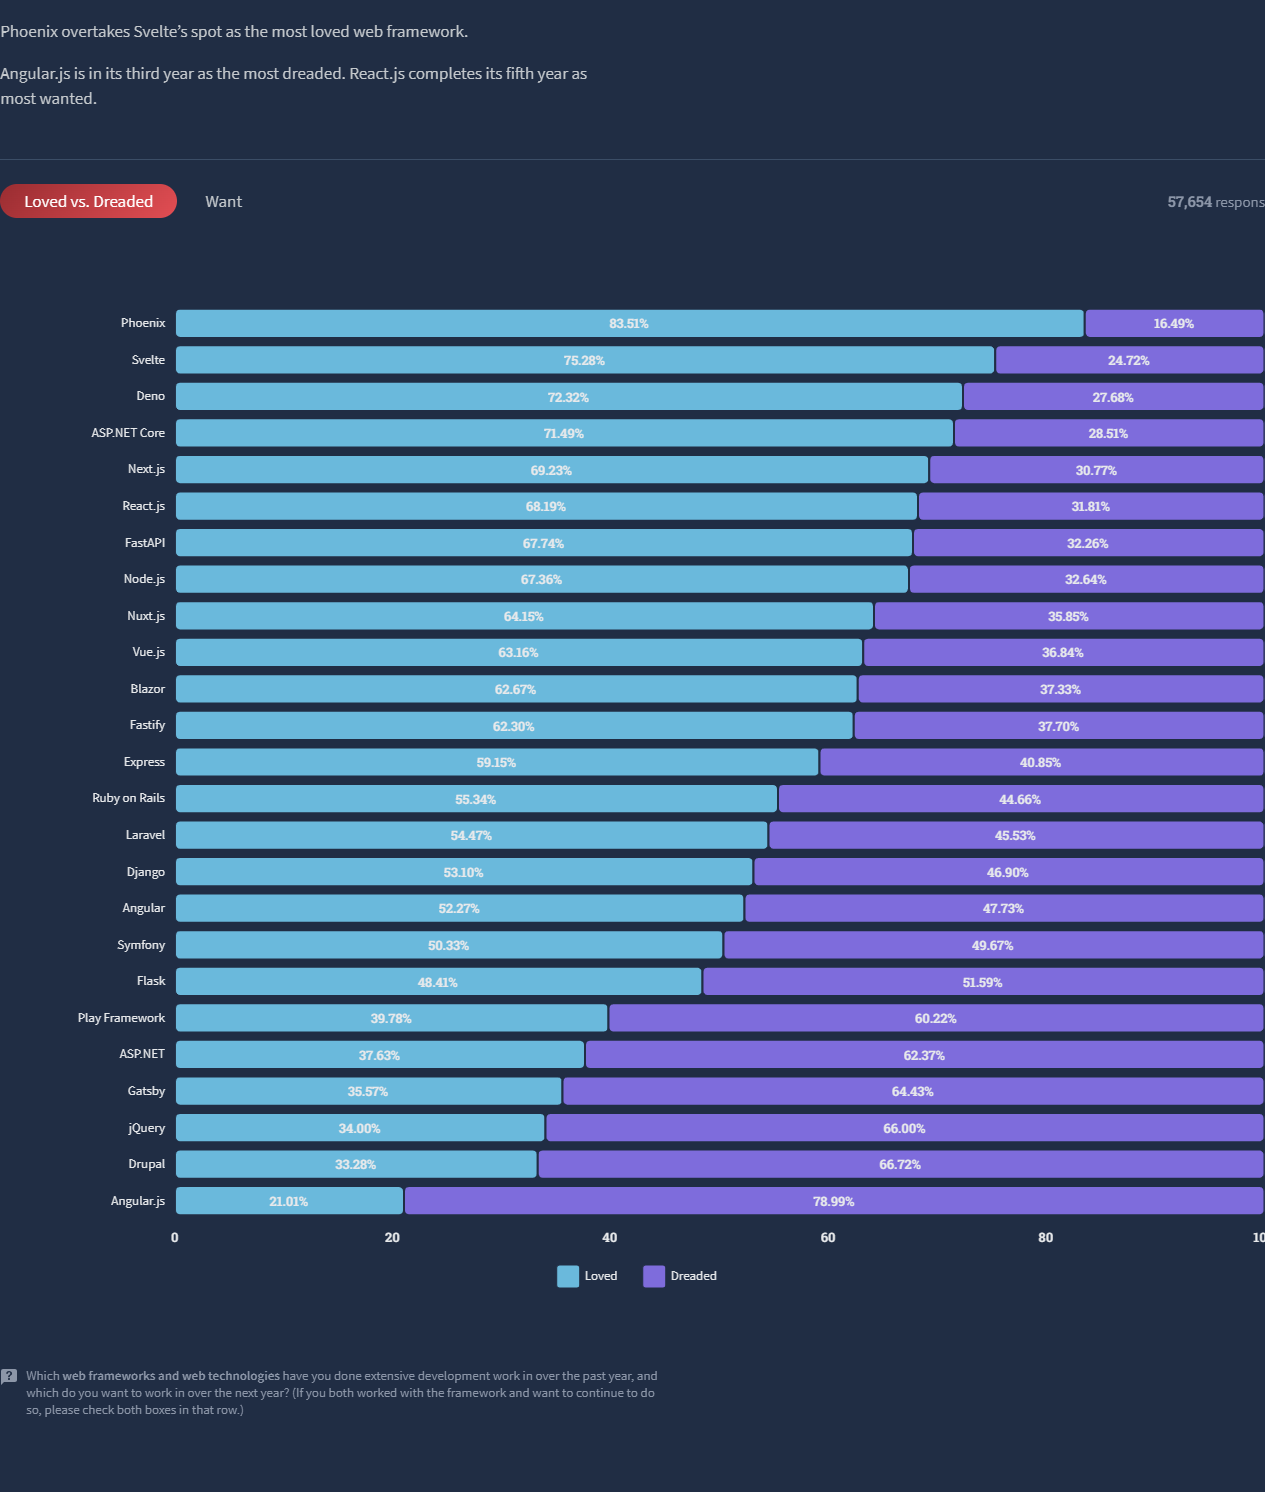 Phoenix overtakes Svelte’s spot as the most loved web framework.
Angular.js is in its third year as the most dreaded. React.js completes its fifth year as
most wanted.
Loved vs. Dreaded Want 57,654 respons
Phoenix 83.51% 16.49%
Svelte 75.28% 24.72%
Deno 72.32% 27.68%
ASP.NET Core 71.49% 28.51%
Next.js 69.23% 30.77%
React.js 68.19% 31.81%
FastAPI 67.74% 32.26%
Node.js 67.36% 32.64%
Nuxt.js 64.15% 35.85%
Vue.js 63.16% 36.84%
Blazor 62.67% 37.33%
Fastify 62.30% 37.70%
Express 59.15% 40.85%
Ruby on Rails 55.34% 44.66%
Laravel 54.47% 45.53%
Django 53.10% 46.90%
Angular 52.27% 47.73%
Symfony 50.33% 49.67%
Flask 48.41% 51.59%
Play Framework 39.78% 60.22%
ASP.NET 37.63% 62.37%
Gatsby 35.57% 64.43%
jQuery 34.00% 66.00%
Drupal 33.28% 66.72%
Angular.js 21.01% 78.99%
0 20 40 60 80 10
Loved Dreaded
? Which web frameworks and web technologies have you done extensive development work in over the past year, and
which do you want to work in over the next year? (If you both worked with the framework and want to continue to do
so, please check both boxes in that row.)